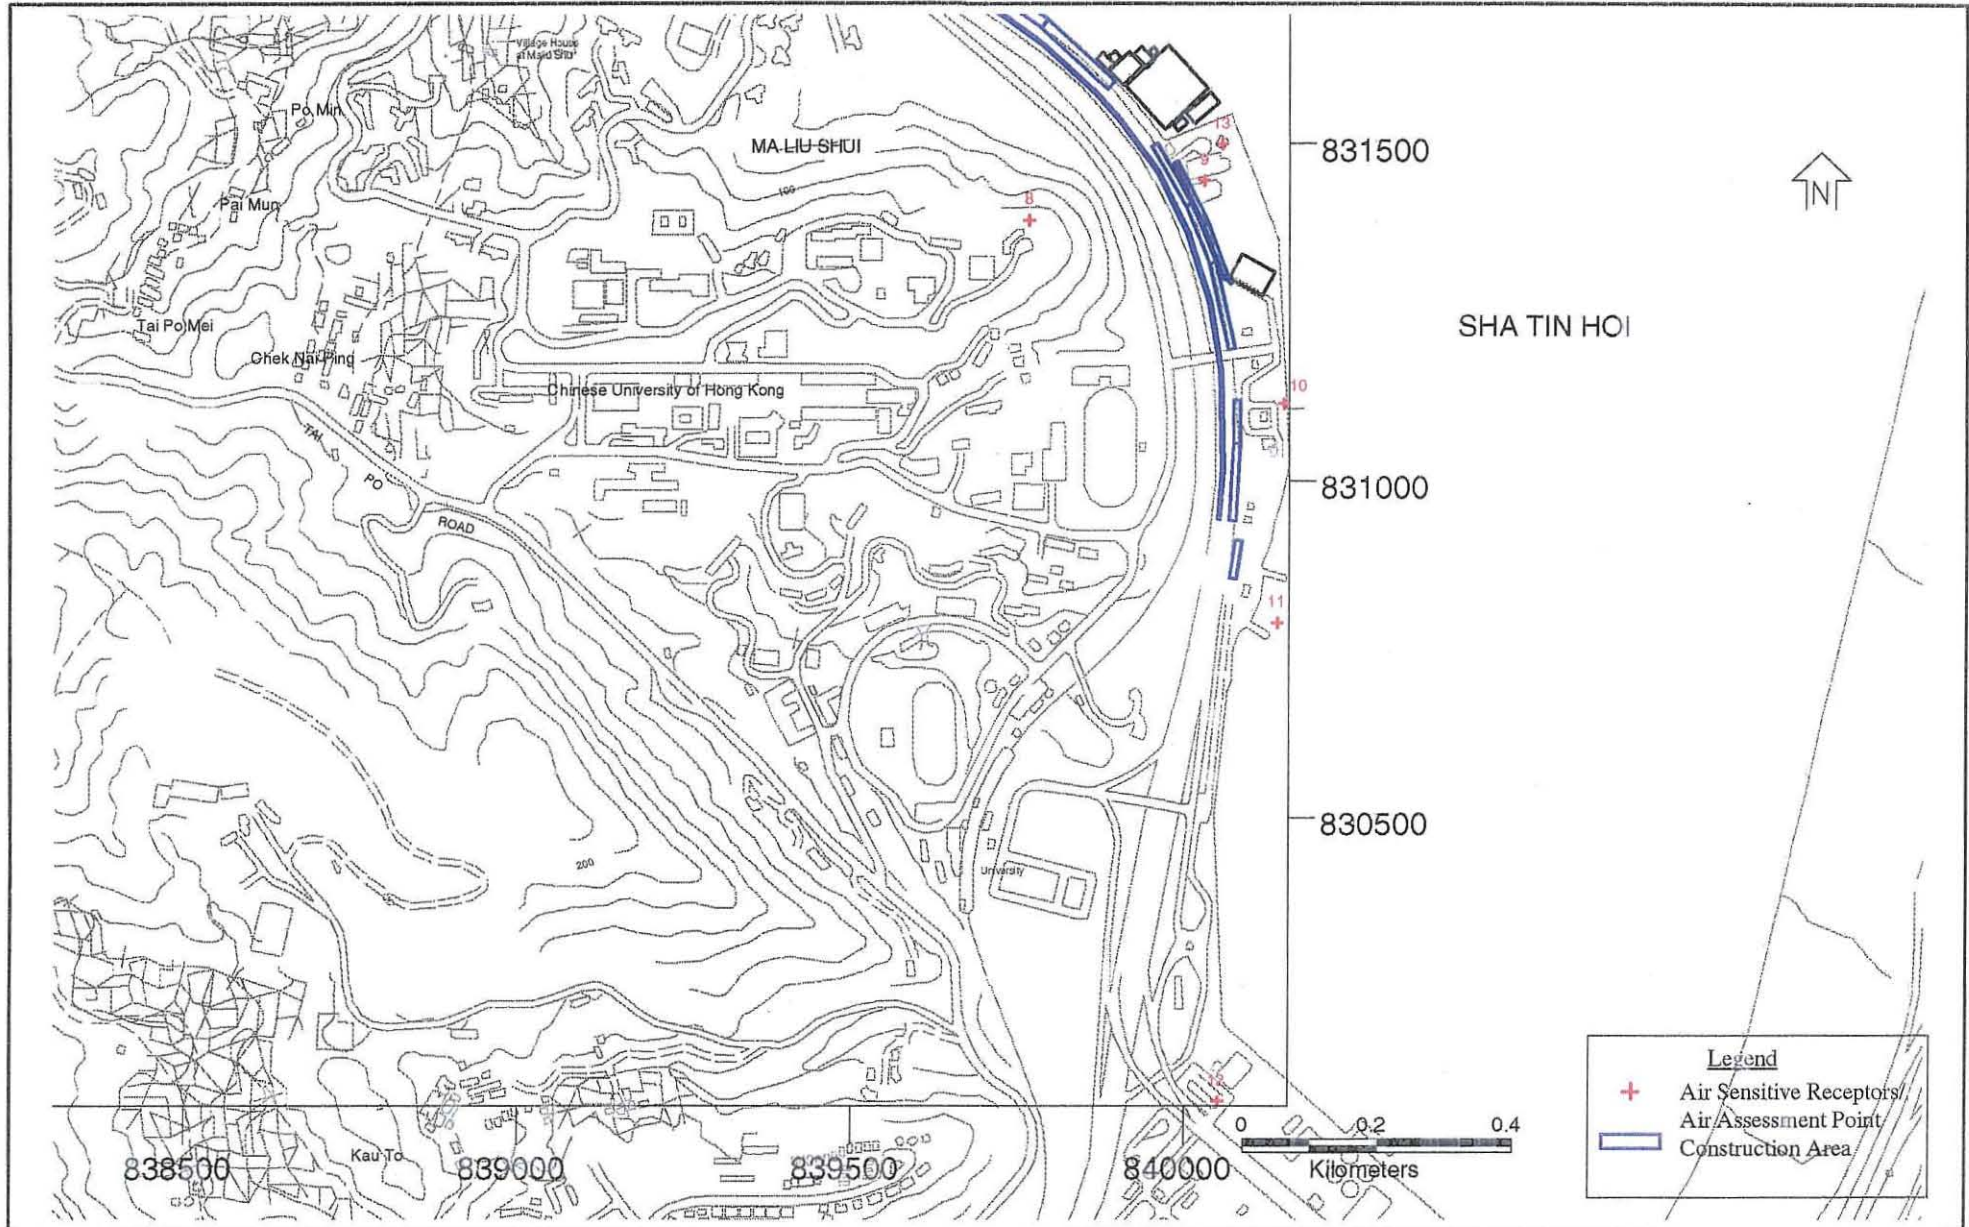 Village House
at Ma Liu Shui
Po Min
13
MA LIU SHUI
831500
9
100
8
N
Pai Mun
Tai Po Mei
SHA TIN HOI
Chek Nai Ping
Chinese University of Hong Kong
10
TAI
PO
ROAD
831000
11
830500
200
University
12
Legend
Air Sensitive Receptors/
Air Assessment Point
Construction Area
0 0.2 0.4
Kilometers
Kau To
838500 839000 839500 840000